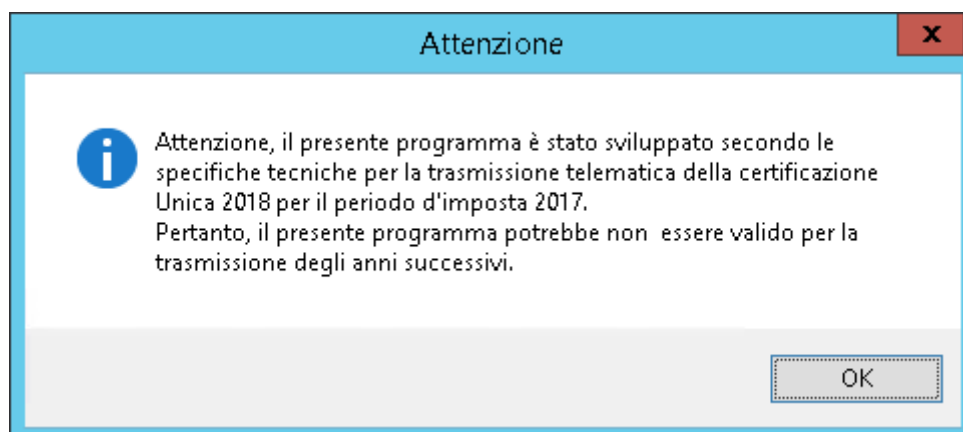 Attenzione
x
Attenzione, il presente programma è stato sviluppato secondo le
specifiche tecniche per la trasmissione telematica della certificazione
Unica 2018 per il periodo d'imposta 2017.
Pertanto, il presente programma potrebbe non  essere valido per la
trasmissione degli anni successivi.
OK